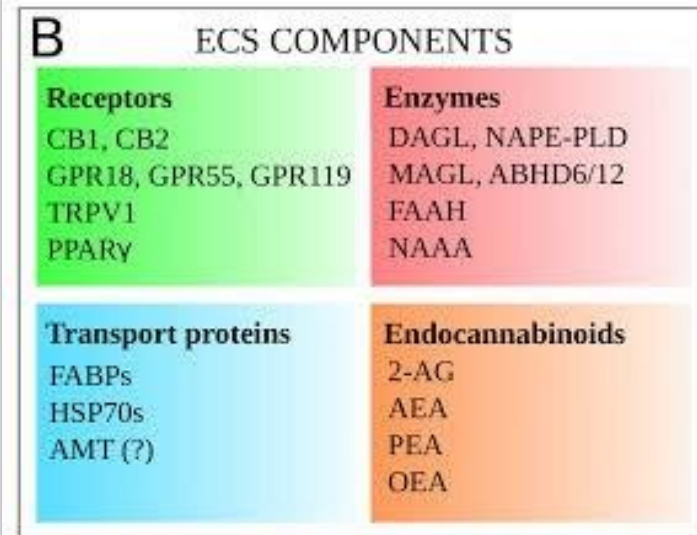 B
ECS COMPONENTS
Receptors
CB1, CB2
GPR18, GPR55, GPR119
TRPV1
PPARγ
Enzymes
DAGL, NAPE-PLD
MAGL, ABHD6/12
FAAH
NAAA
Transport proteins
FABPs
HSP70s
AMT (?)
Endocannabinoids
2-AG
AEA
PEA
OEA